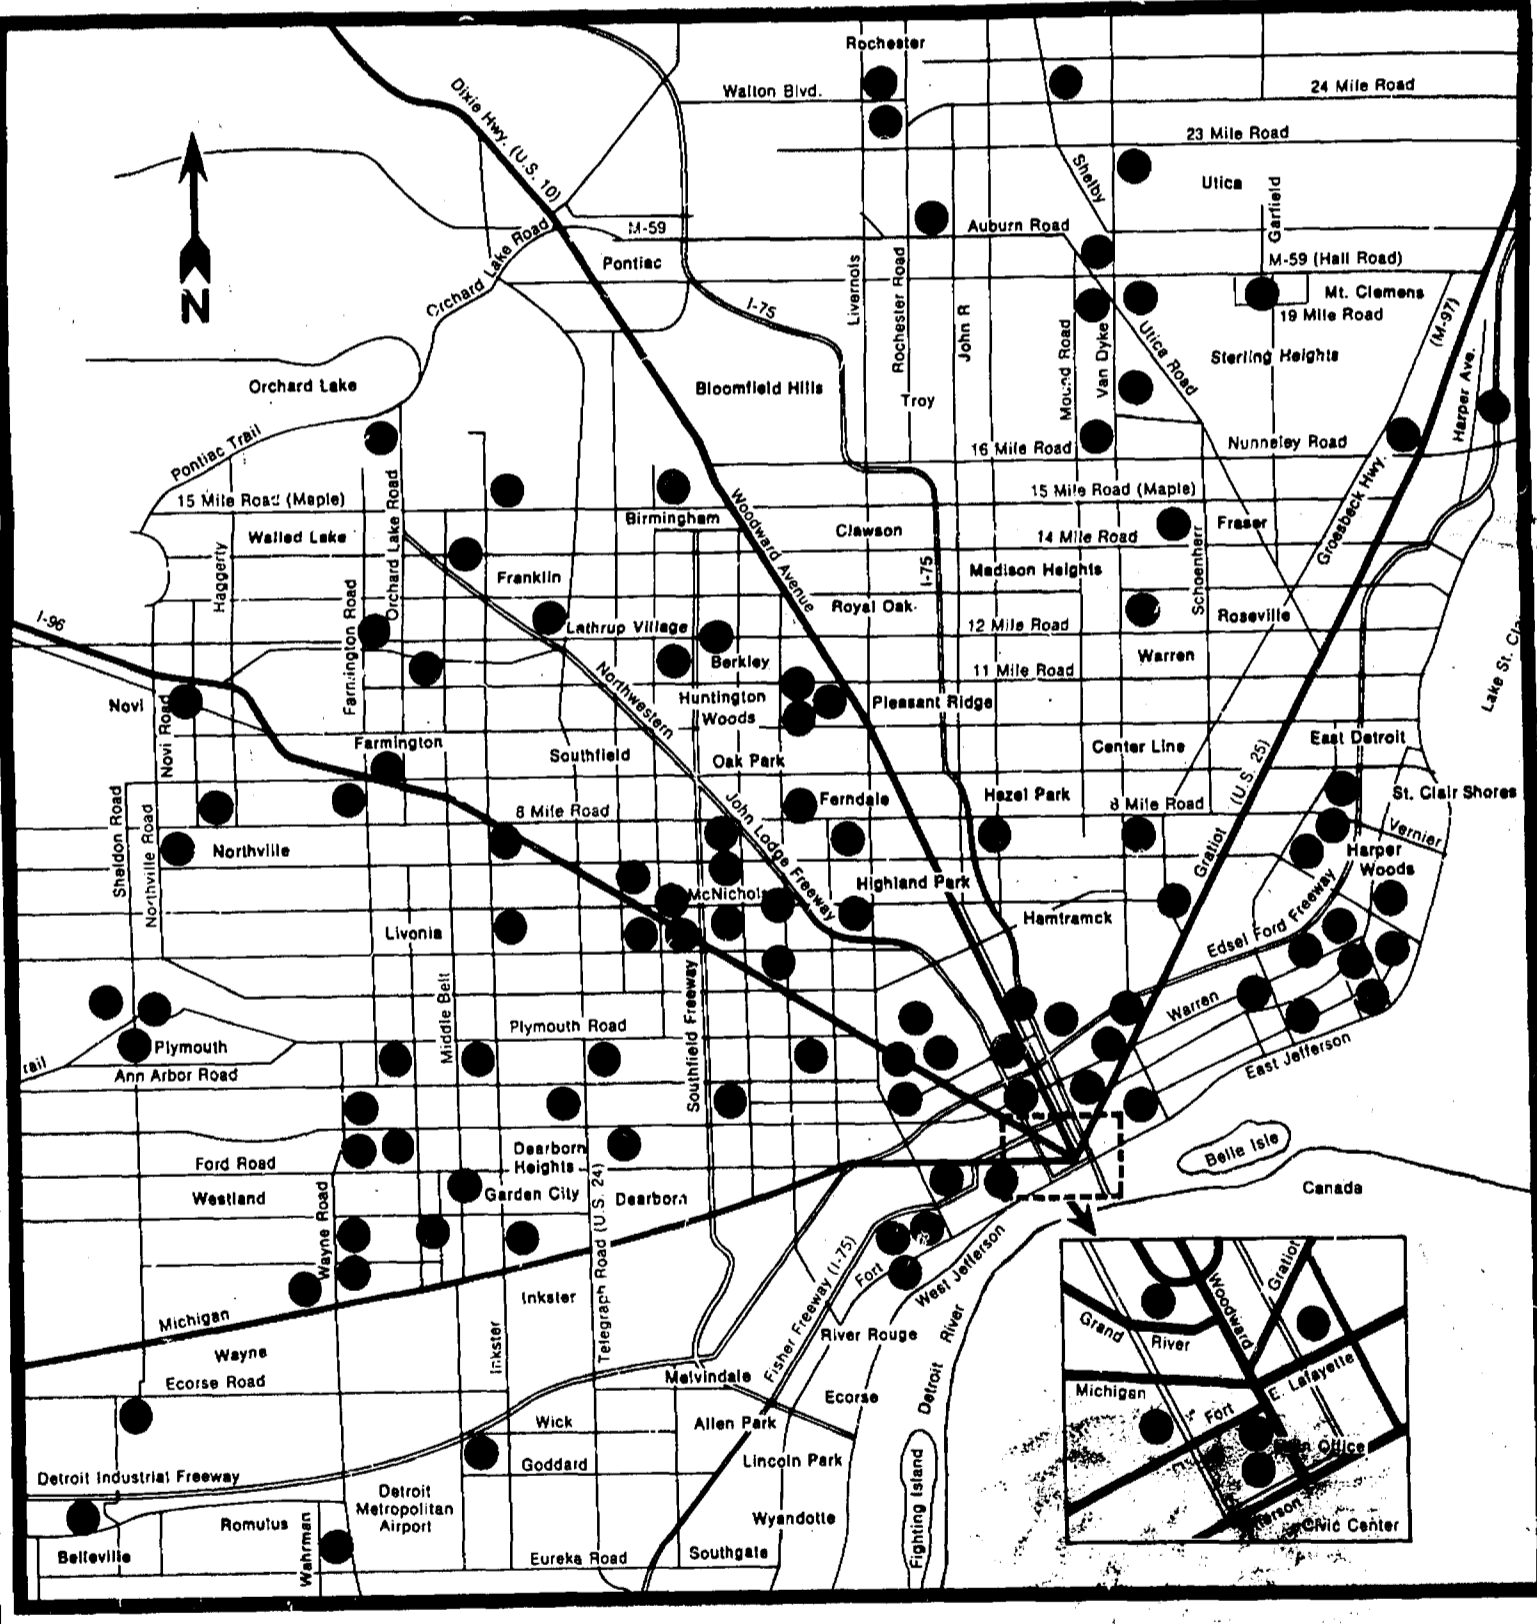 Rochester
Walton Blvd.
24 Mile Road
Dixie Hwy. (U.S. 10)
23 Mile Road
Shelby
Utica
Garfield
Auburn Road
M-59
Orchard Lake Road
Pontiac
M-59 (Hall Road)
Livernois
Rochester Road
John R
I-75
Mt. Clemens
19 Mile Road
(M-97)
N
Mound Road
Van Dyke
Utica Road
Sterling Heights
Harper Ave.
Orchard Lake
Bloomfield Hills
Troy
Pontiac Trail
16 Mile Road
Nunneley Road
15 Mile Road (Maple)
15 Mile Road (Maple)
Orchard Lake Road
Birmingham
Woodward Avenue
Clawson
Fraser
Groesbeck Hwy.
Walled Lake
14 Mile Road
Haggerty
Franklin
I-75
Madison Heights
Schoenherr
Farmington Road
Royal Oak
Roseville
I-96
Lathrup Village
12 Mile Road
Berkley
Warren
11 Mile Road
Novi
Novi Road
Northwestern
Huntington
Woods
Pleasant Ridge
Farmington
Southfield
Oak Park
Center Line
East Detroit
(U.S. 25)
Sheldon Road
Northville Road
8 Mile Road
John Lodge Freeway
Ferndale
Hazel Park
8 Mile Road
St. Clair Shores
Vernier
Northville
Gratiot
Harper
Woods
McNichols
Highland Park
Hamtramck
Edsel Ford Freeway
Livonia
Middle Belt
Southfield Freeway
Warren
Plymouth Road
Plymouth
Ann Arbor Road
East Jefferson
Ford Road
Dearborn
Heights
Belle Isle
Westland
Wayne Road
Garden City
Dearborn
Telegraph Road (U.S. 24)
Canada
Michigan
Wayne
Inkster
Inkster
Fisher Freeway (I-75)
Fort
West Jefferson
River Rouge
Detroit River
Ecorse Road
Melvindale
Ecorse
Wick
Allen Park
Goddard
Lincoln Park
Detroit Industrial Freeway
Detroit
Metropolitan
Airport
Romulus
Wyandotte
Fighting Island
Belleville
Wahrman
Eureka Road
Southgate
Woodward
Gratiot
Grand
River
Michigan
E. Lafayette
Fort
Office
Civic Center